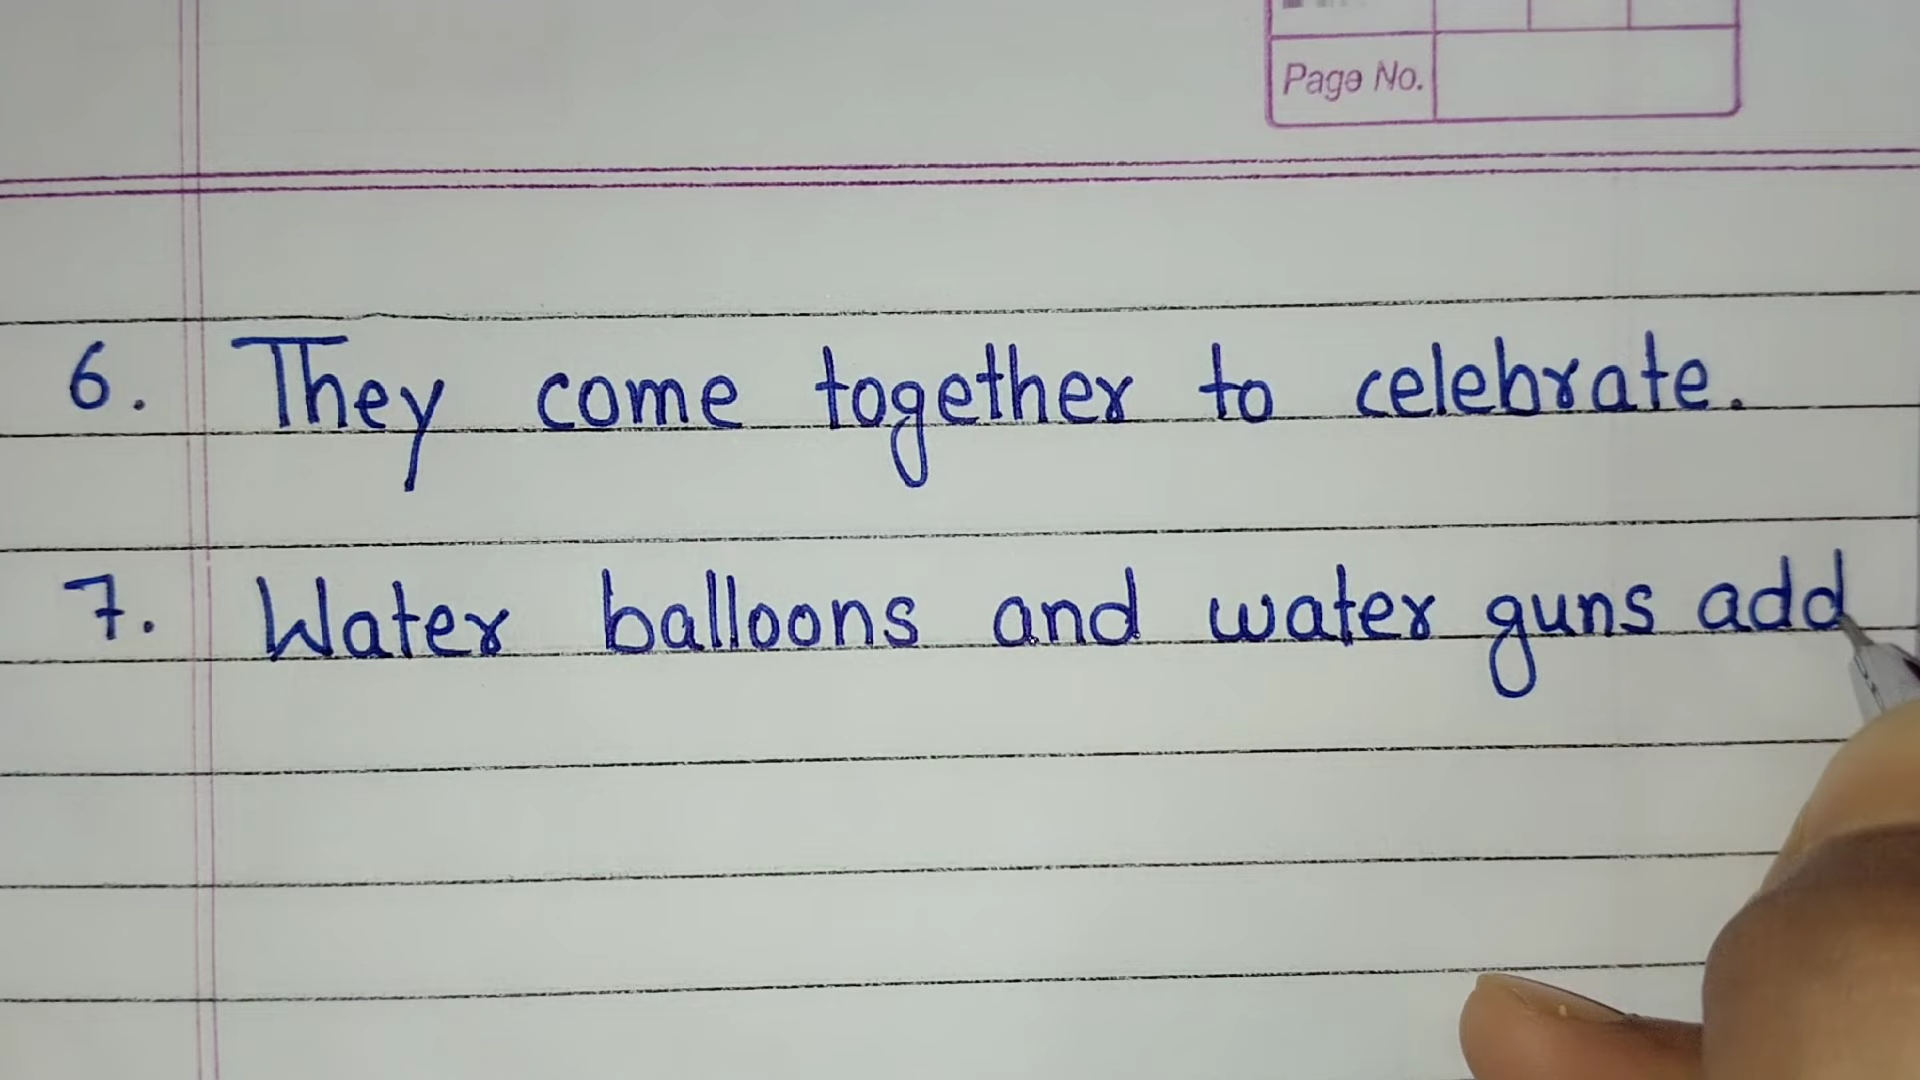 Page No.
6. They come together to celebrate.
7. Water balloons and water guns add